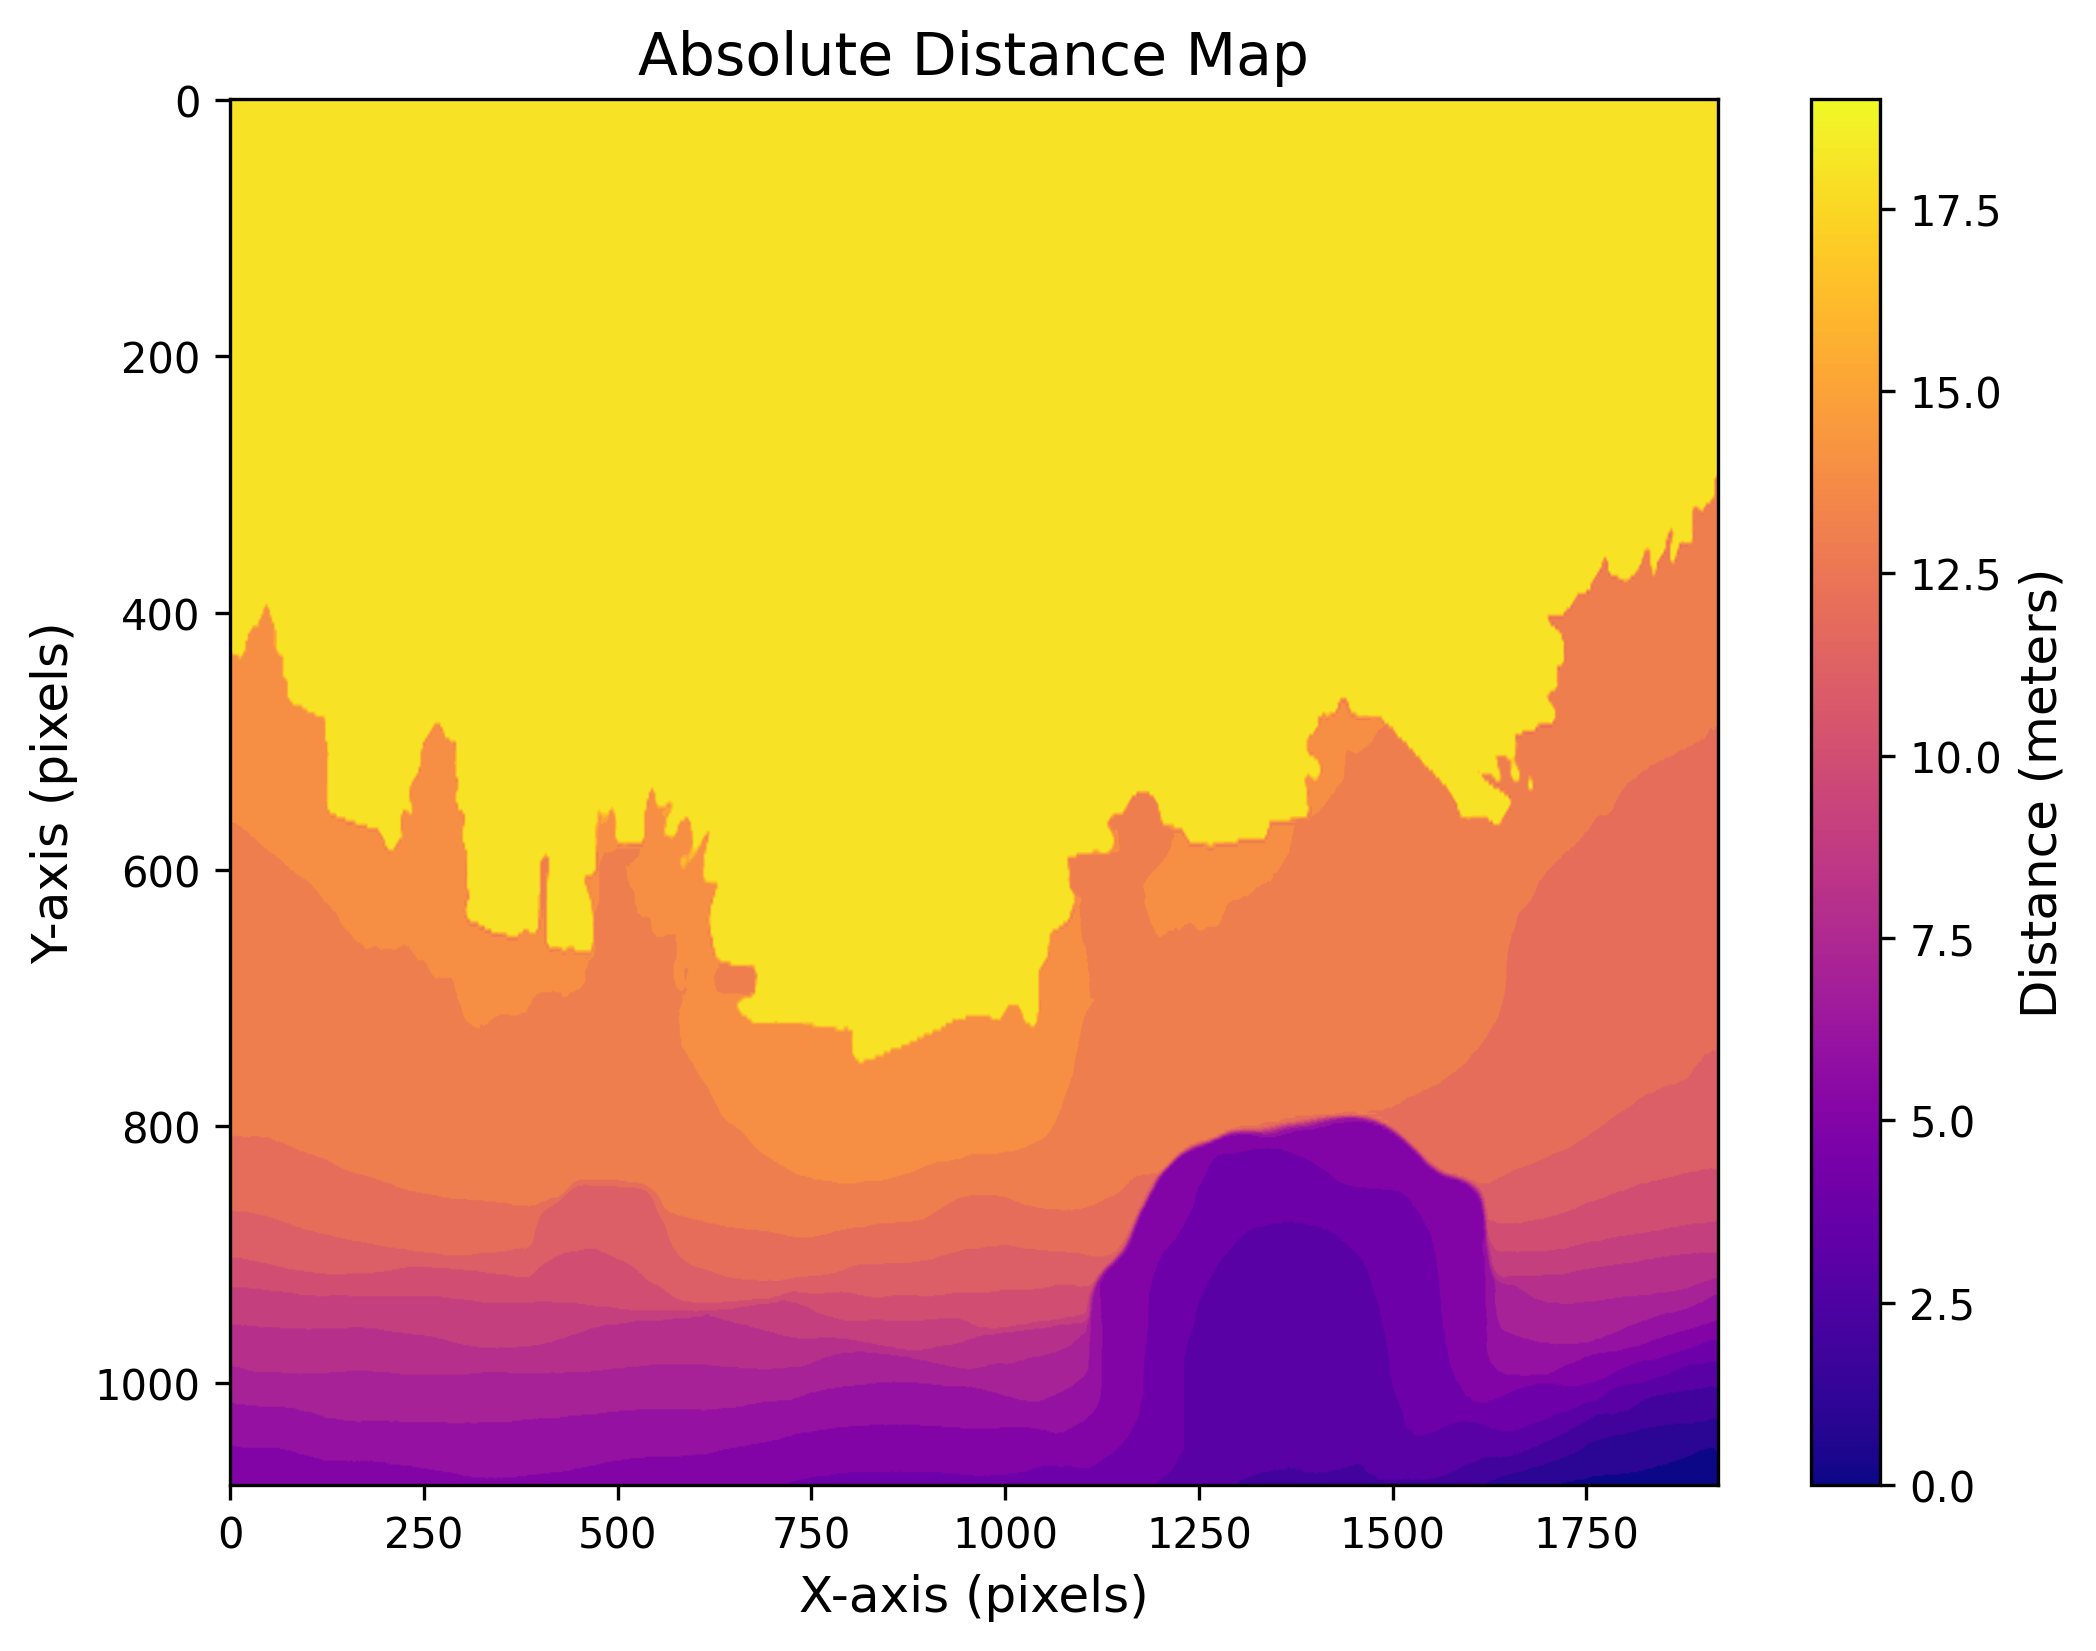 Absolute Distance Map
0
200
400
600
800
1000
Y-axis (pixels)
0 250 500 750 1000 1250 1500 1750
X-axis (pixels)
17.5
15.0
12.5
10.0
7.5
5.0
2.5
0.0
Distance (meters)